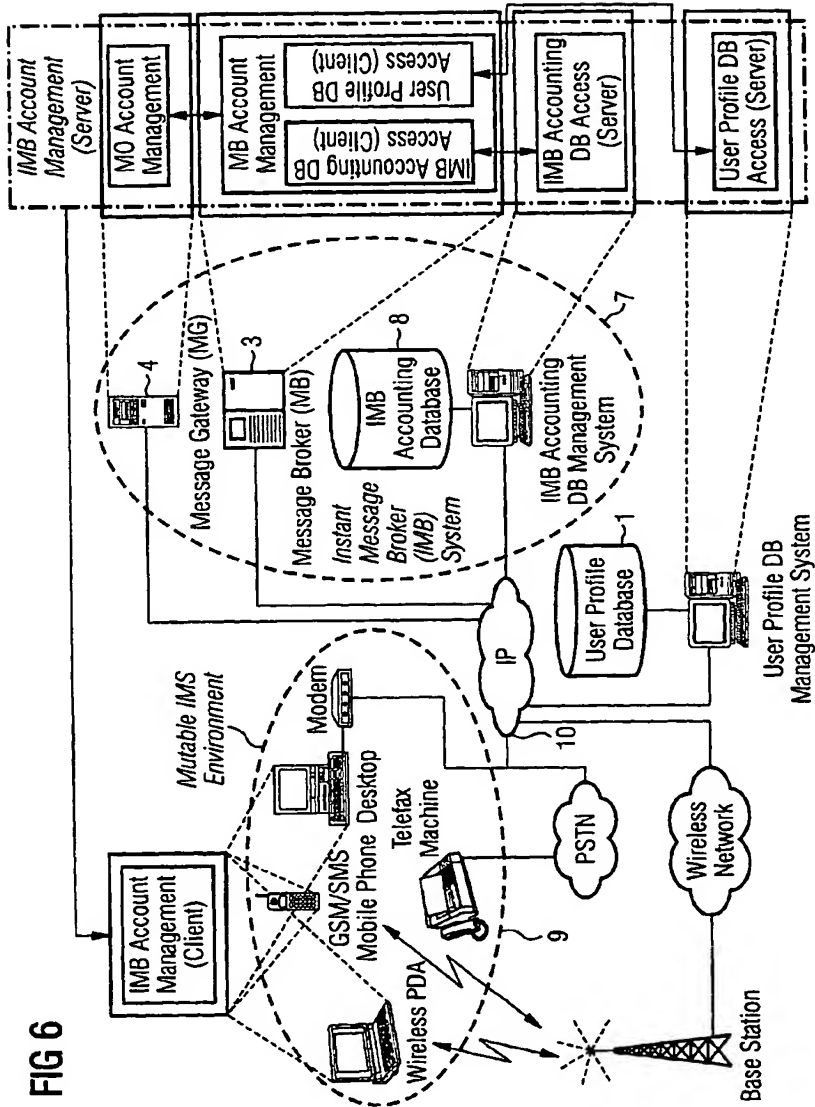 FIG 6
IMB Account
Management
(Client)
Mutable IMS
Environment
Wireless PDA
GSM/SMS
Mobile Phone
Desktop
Modem
Telefax
Machine
9
Base Station
PSTN
Wireless
Network
IP
10
Message Gateway (MG)
4
Message Broker (MB)
3
Instant
Message
Broker
(IMB)
System
IMB
Accounting
Database
8
IMB Accounting
DB Management
System
7
User Profile
Database
1
User Profile DB
Management System
IMB Account
Management
(Server)
MO Account
Management
MB Account
Management
IMB Accounting DB
Access (Client)
User Profile DB
Access (Client)
IMB Accounting
DB Access
(Server)
User Profile DB
Access (Server)